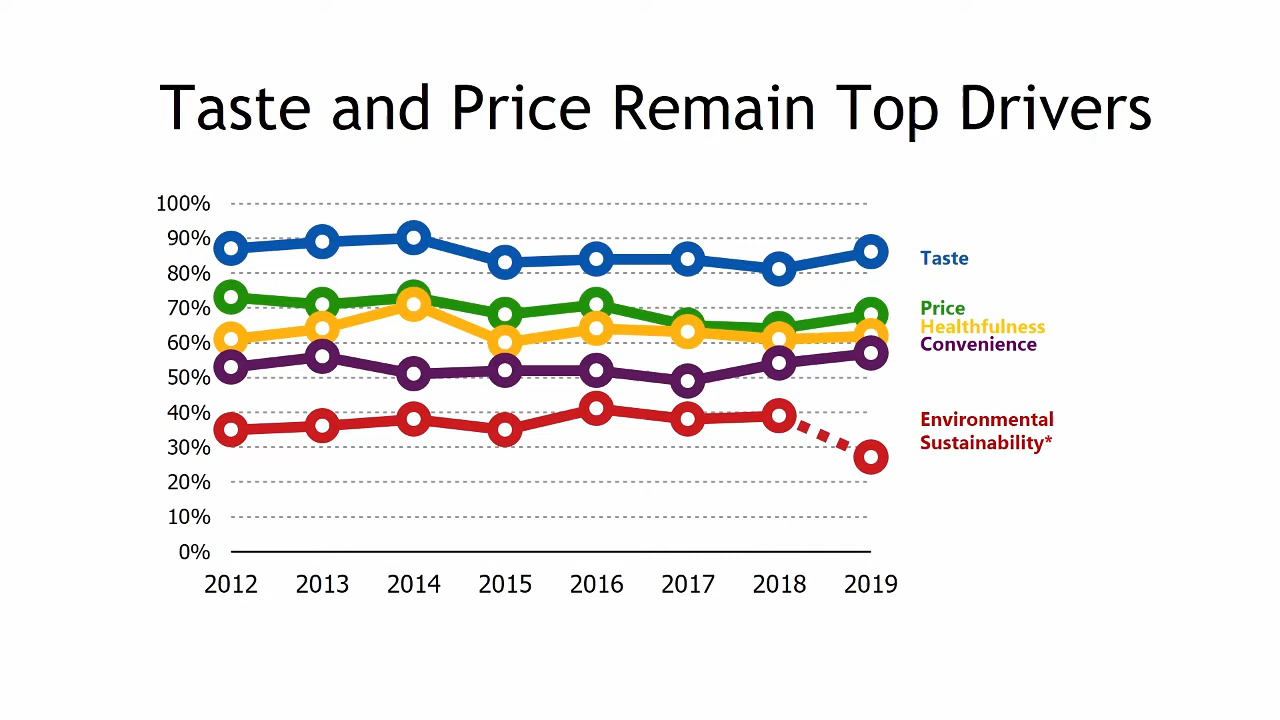 Taste and Price Remain Top Drivers
100%
90%
80%
70%
60%
50%
40%
30%
20%
10%
0%
2012 2013 2014 2015 2016 2017 2018 2019
Taste
Price
Healthfulness
Convenience
Environmental
Sustainability*